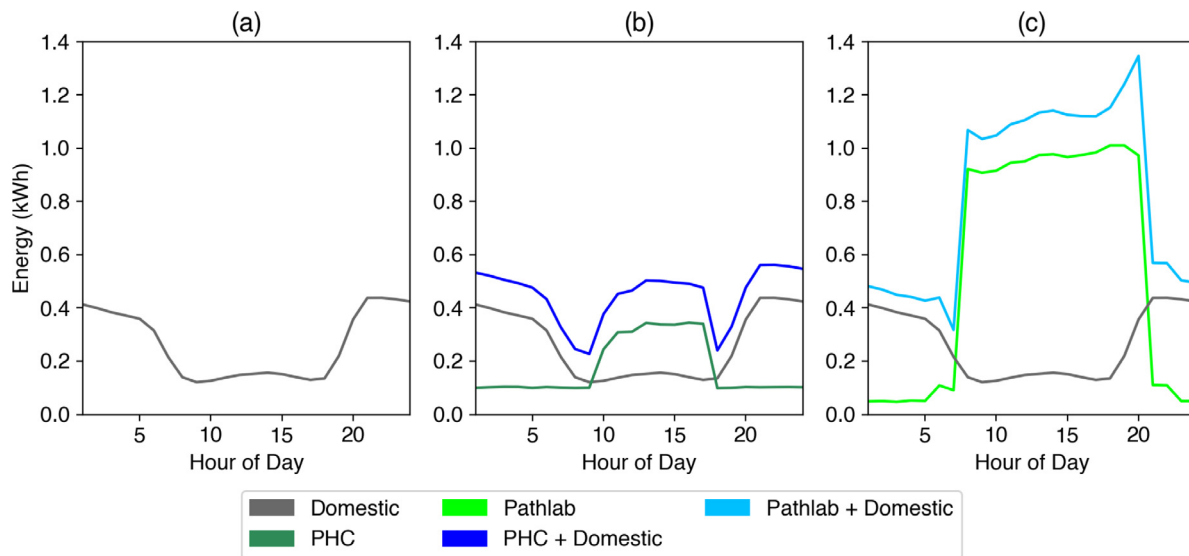 (a) (b) (c)
Energy (kWh)
1.4 1.4 1.4
1.2 1.2 1.2
1.0 1.0 1.0
0.8 0.8 0.8
0.6 0.6 0.6
0.4 0.4 0.4
0.2 0.2 0.2
0.0 0.0 0.0
5 10 15 20 5 10 15 20 5 10 15 20
Hour of Day Hour of Day Hour of Day
Domestic Pathlab Pathlab + Domestic
PHC PHC + Domestic